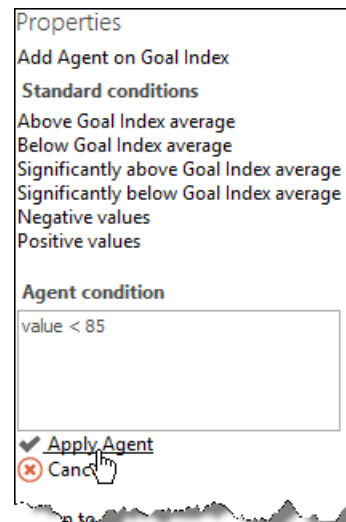 Properties
Add Agent on Goal Index
Standard conditions
Above Goal Index average
Below Goal Index average
Significantly above Goal Index average
Significantly below Goal Index average
Negative values
Positive values
Agent condition
value < 85
Apply Agent
to